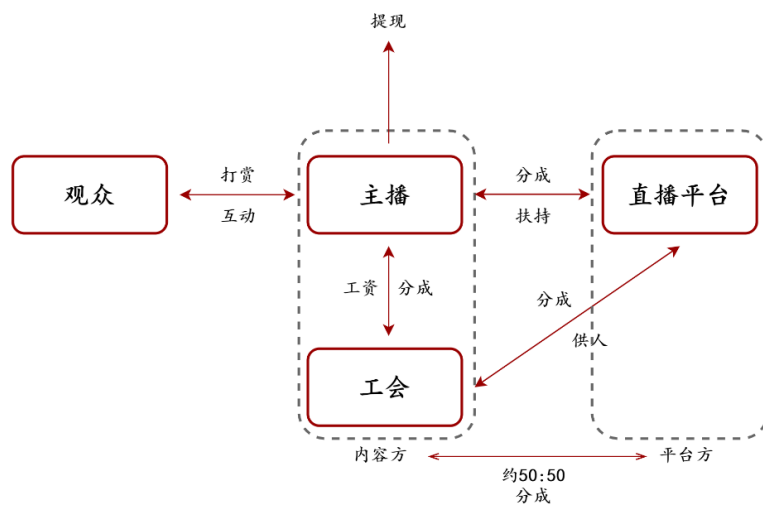 提现
观众
打赏
互动
主播
分成
扶持
直播平台
工资
分成
分成
供人
工会
内容方
平台方
约50:50
分成